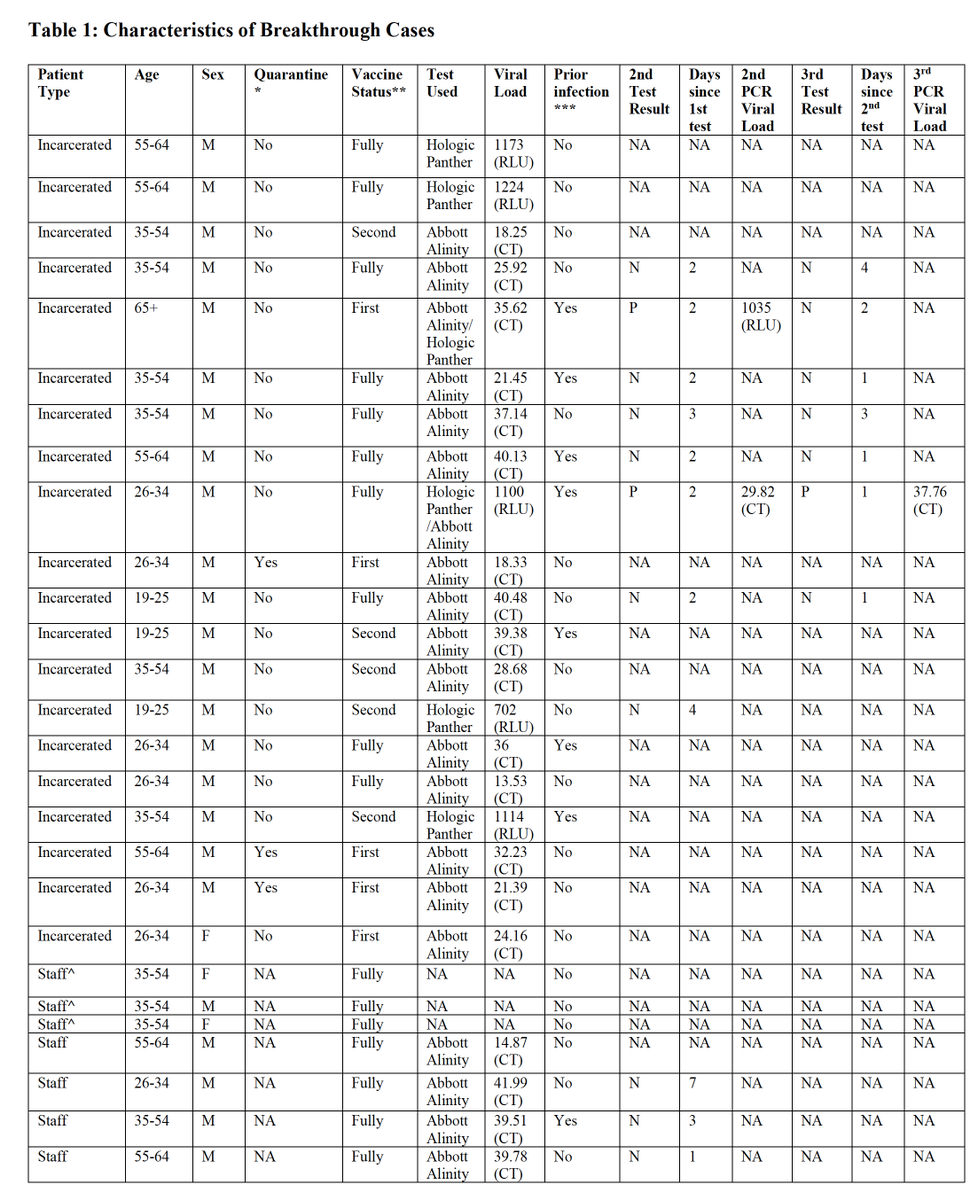 Table 1: Characteristics of Breakthrough Cases
Patient Type Age Sex Quarantine * Vaccine Status** Test Used Viral Load Prior infection *** 2nd Test Result Days since 1st test 2nd PCR Viral Load 3rd Test Result Days since 2nd test 3rd PCR Viral Load
Incarcerated 55-64 M No Fully Hologic Panther 1173 (RLU) No NA NA NA NA NA NA
Incarcerated 55-64 M No Fully Hologic Panther 1224 (RLU) No NA NA NA NA NA NA
Incarcerated 35-54 M No Second Abbott Alinity 18.25 (CT) No NA NA NA NA NA NA
Incarcerated 35-54 M No Fully Abbott Alinity 25.92 (CT) No N 2 NA N 4 NA
Incarcerated 65+ M No First Abbott Alinity/ Hologic Panther 35.62 (CT) Yes P 2 1035 (RLU) N 2 NA
Incarcerated 35-54 M No Fully Abbott Alinity 21.45 (CT) Yes N 2 NA N 1 NA
Incarcerated 35-54 M No Fully Abbott Alinity 37.14 (CT) No N 3 NA N 3 NA
Incarcerated 55-64 M No Fully Abbott Alinity 40.13 (CT) Yes N 2 NA N 1 NA
Incarcerated 26-34 M No Fully Hologic Panther /Abbott Alinity 1100 (RLU) Yes P 2 29.82 (CT) P 1 37.76 (CT)
Incarcerated 26-34 M Yes First Abbott Alinity 18.33 (CT) No NA NA NA NA NA NA
Incarcerated 19-25 M No Fully Abbott Alinity 40.48 (CT) No N 2 NA N 1 NA
Incarcerated 19-25 M No Second Abbott Alinity 39.38 (CT) Yes NA NA NA NA NA NA
Incarcerated 35-54 M No Second Abbott Alinity 28.68 (CT) No NA NA NA NA NA NA
Incarcerated 19-25 M No Second Hologic Panther 702 (RLU) No N 4 NA NA NA NA
Incarcerated 26-34 M No Fully Abbott Alinity 36 (CT) Yes NA NA NA NA NA NA
Incarcerated 26-34 M No Fully Abbott Alinity 13.53 (CT) No NA NA NA NA NA NA
Incarcerated 35-54 M No Second Hologic Panther 1114 (RLU) Yes NA NA NA NA NA NA
Incarcerated 55-64 M Yes First Abbott Alinity 32.23 (CT) No NA NA NA NA NA NA
Incarcerated 26-34 M Yes First Abbott Alinity 21.39 (CT) No NA NA NA NA NA NA
Incarcerated 26-34 F No First Abbott Alinity 24.16 (CT) No NA NA NA NA NA NA
Staff^ 35-54 F NA Fully NA NA No NA NA NA NA NA NA
Staff^ 35-54 M NA Fully NA NA No NA NA NA NA NA NA
Staff^ 35-54 F NA Fully NA NA No NA NA NA NA NA NA
Staff 55-64 M NA Fully Abbott Alinity 14.87 (CT) No NA NA NA NA NA NA
Staff 26-34 M NA Fully Abbott Alinity 41.99 (CT) No N 7 NA NA NA NA
Staff 35-54 M NA Fully Abbott Alinity 39.51 (CT) Yes N 3 NA NA NA NA
Staff 55-64 M NA Fully Abbott Alinity 39.78 (CT) No N 1 NA NA NA NA